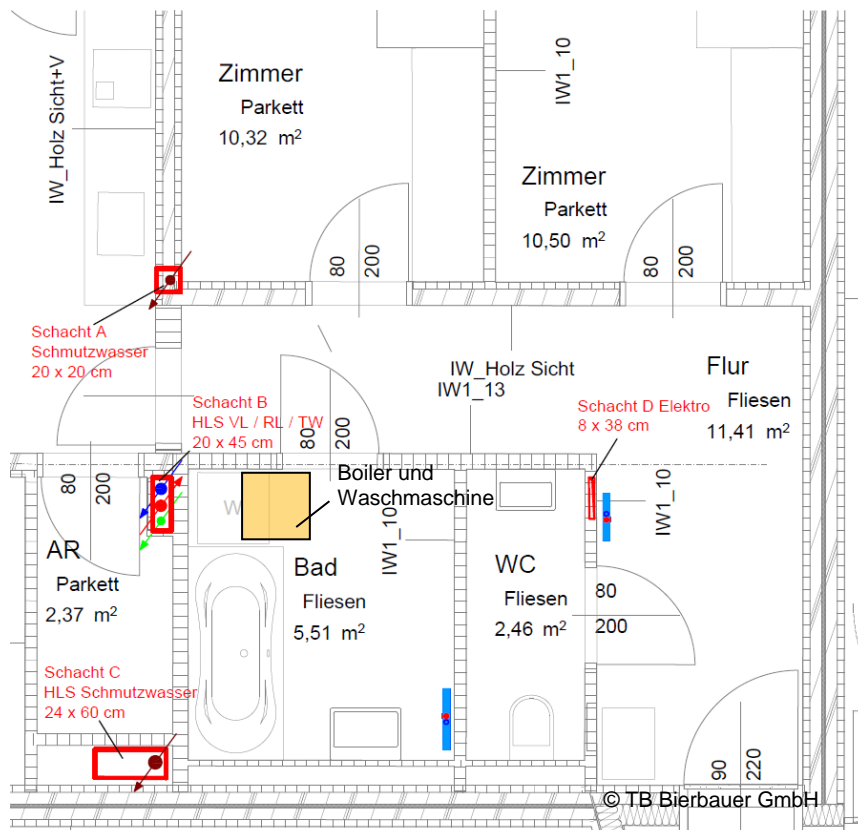 IW_Holz Sicht+V
Zimmer
Parkett
10,32 m²
IW1_10
Zimmer
Parkett
10,50 m²
80
200
80
200
Schacht A
Schmutzwasser
20 x 20 cm
IW_Holz Sicht
IW1_13
Flur
Fliesen
11,41 m²
Schacht B
HLS VL / RL / TW
20 x 45 cm
80
200
Schacht D Elektro
8 x 38 cm
80
200
Boiler und
Waschmaschine
W
IW1_10
IW1_10
AR
Parkett
2,37 m²
Bad
Fliesen
5,51 m²
WC
Fliesen
2,46 m²
80
200
Schacht C
HLS Schmutzwasser
24 x 60 cm
90
220
© TB Bierbauer GmbH